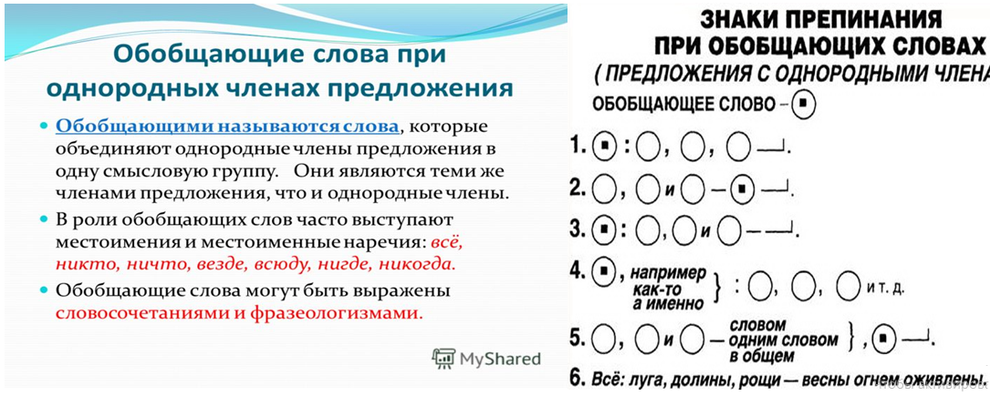 Обобщающие слова при
однородных членах предложения
Обобщающими называются слова, которые
объединяют однородные члены предложения в
одну смысловую группу. Они являются теми же
членами предложения, что и однородные члены.
В роли обобщающих слов часто выступают
местоимения и местоименные наречия: всё,
никто, ничто, везде, всюду, нигде, никогда.
Обобщающие слова могут быть выражены
словосочетаниями и фразеологизмами.
MyShared
ЗНАКИ ПРЕПИНАНИЯ
ПРИ ОБОБЩАЮЩИХ СЛОВАХ
( ПРЕДЛОЖЕНИЯ С ОДНОРОДНЫМИ ЧЛЕНА
ОБОБЩАЮЩЕЕ СЛОВО –
1. : , , .
2. , и – .
3. : , и – .
4. , например
как-то
а именно } : , , и т. д.
5. , и – словом
одним словом
в общем } , .
6. Всё: луга, долины, рощи — весны огнем оживлены.